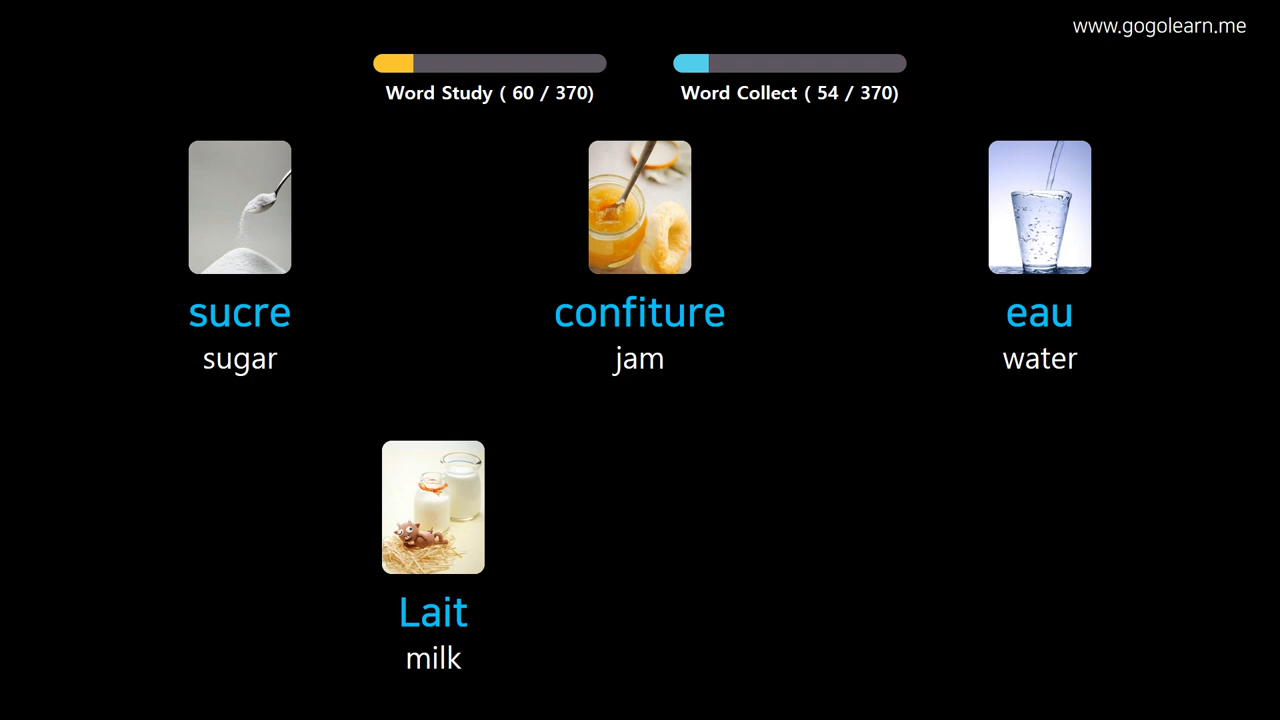 www.gogolearn.me
Word Study ( 60 / 370)
Word Collect ( 54 / 370)
sucre
sugar
confiture
jam
eau
water
Lait
milk